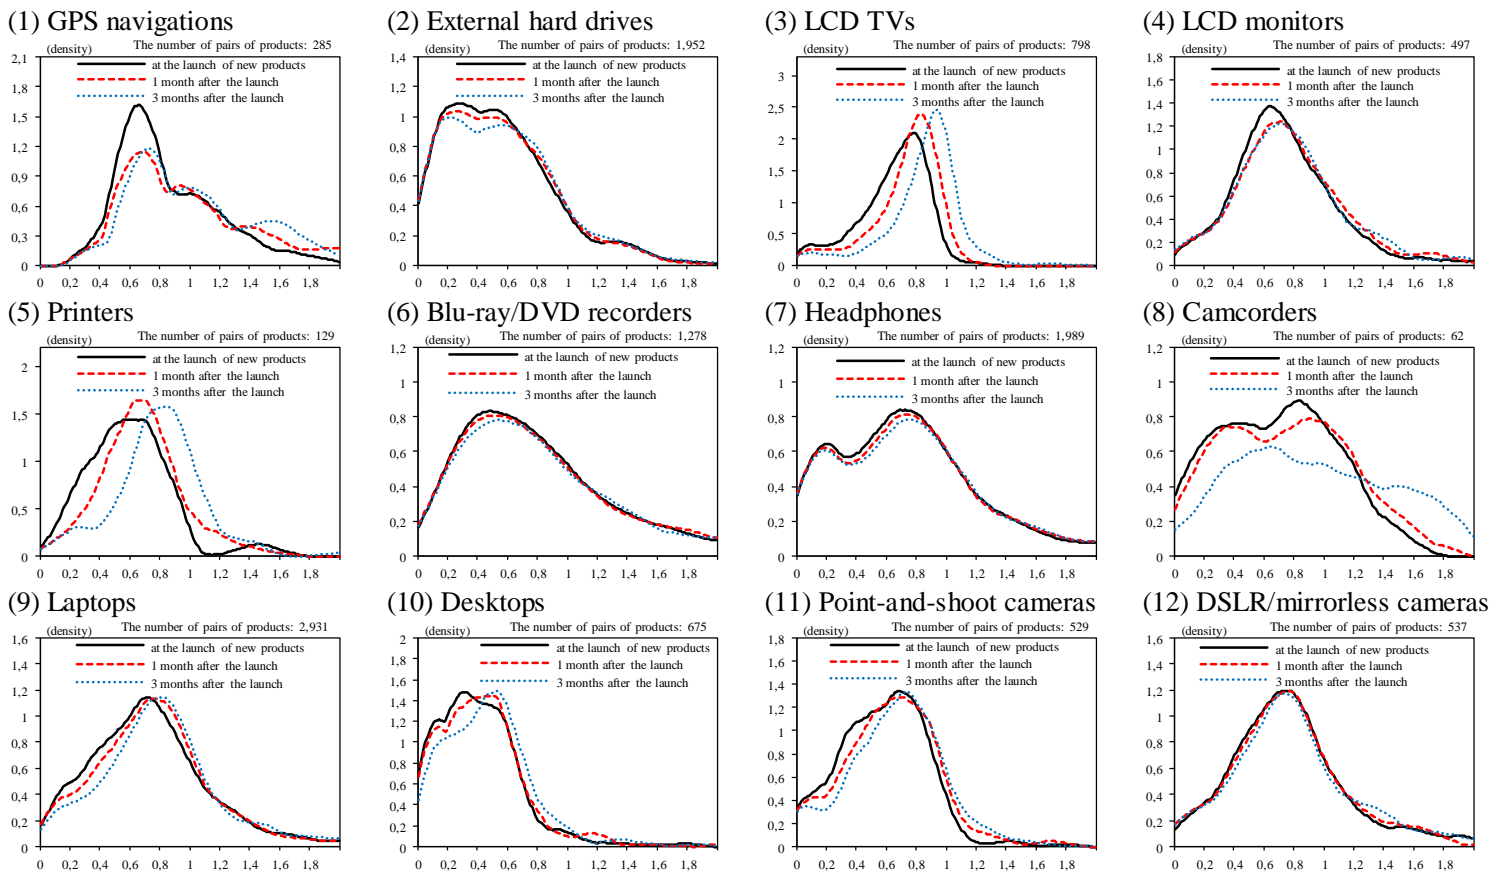 (1) GPS navigations
(density) The number of pairs of products: 285
at the launch of new products
1 month after the launch
3 months after the launch
2,1
1,8
1,5
1,2
0,9
0,6
0,3
0
0 0,2 0,4 0,6 0,8 1 1,2 1,4 1,6 1,8
(2) External hard drives
(density) The number of pairs of products: 1,952
at the launch of new products
1 month after the launch
3 months after the launch
1,4
1,2
1
0,8
0,6
0,4
0,2
0
0 0,2 0,4 0,6 0,8 1 1,2 1,4 1,6 1,8
(3) LCD TVs
(density) The number of pairs of products: 798
at the launch of new products
1 month after the launch
3 months after the launch
3
2,5
2
1,5
1
0,5
0
0 0,2 0,4 0,6 0,8 1 1,2 1,4 1,6 1,8
(4) LCD monitors
(density) The number of pairs of products: 497
at the launch of new products
1 month after the launch
3 months after the launch
1,8
1,6
1,4
1,2
1
0,8
0,6
0,4
0,2
0
0 0,2 0,4 0,6 0,8 1 1,2 1,4 1,6 1,8
(5) Printers
(density) The number of pairs of products: 129
at the launch of new products
1 month after the launch
3 months after the launch
2
1,5
1
0,5
0
0 0,2 0,4 0,6 0,8 1 1,2 1,4 1,6 1,8
(6) Blu-ray/DVD recorders
(density) The number of pairs of products: 1,278
at the launch of new products
1 month after the launch
3 months after the launch
1,2
1
0,8
0,6
0,4
0,2
0
0 0,2 0,4 0,6 0,8 1 1,2 1,4 1,6 1,8
(7) Headphones
(density) The number of pairs of products: 1,989
at the launch of new products
1 month after the launch
3 months after the launch
1,2
1
0,8
0,6
0,4
0,2
0
0 0,2 0,4 0,6 0,8 1 1,2 1,4 1,6 1,8
(8) Camcorders
(density) The number of pairs of products: 62
at the launch of new products
1 month after the launch
3 months after the launch
1,2
1
0,8
0,6
0,4
0,2
0
0 0,2 0,4 0,6 0,8 1 1,2 1,4 1,6 1,8
(9) Laptops
(density) The number of pairs of products: 2,931
at the launch of new products
1 month after the launch
3 months after the launch
1,6
1,4
1,2
1
0,8
0,6
0,4
0,2
0
0 0,2 0,4 0,6 0,8 1 1,2 1,4 1,6 1,8
(10) Desktops
(density) The number of pairs of products: 675
at the launch of new products
1 month after the launch
3 months after the launch
2
1,8
1,6
1,4
1,2
1
0,8
0,6
0,4
0,2
0
0 0,2 0,4 0,6 0,8 1 1,2 1,4 1,6 1,8
(11) Point-and-shoot cameras
(density) The number of pairs of products: 529
at the launch of new products
1 month after the launch
3 months after the launch
1,8
1,6
1,4
1,2
1
0,8
0,6
0,4
0,2
0
0 0,2 0,4 0,6 0,8 1 1,2 1,4 1,6 1,8
(12) DSLR/mirrorless cameras
(density) The number of pairs of products: 537
at the launch of new products
1 month after the launch
3 months after the launch
1,6
1,4
1,2
1
0,8
0,6
0,4
0,2
0
0 0,2 0,4 0,6 0,8 1 1,2 1,4 1,6 1,8